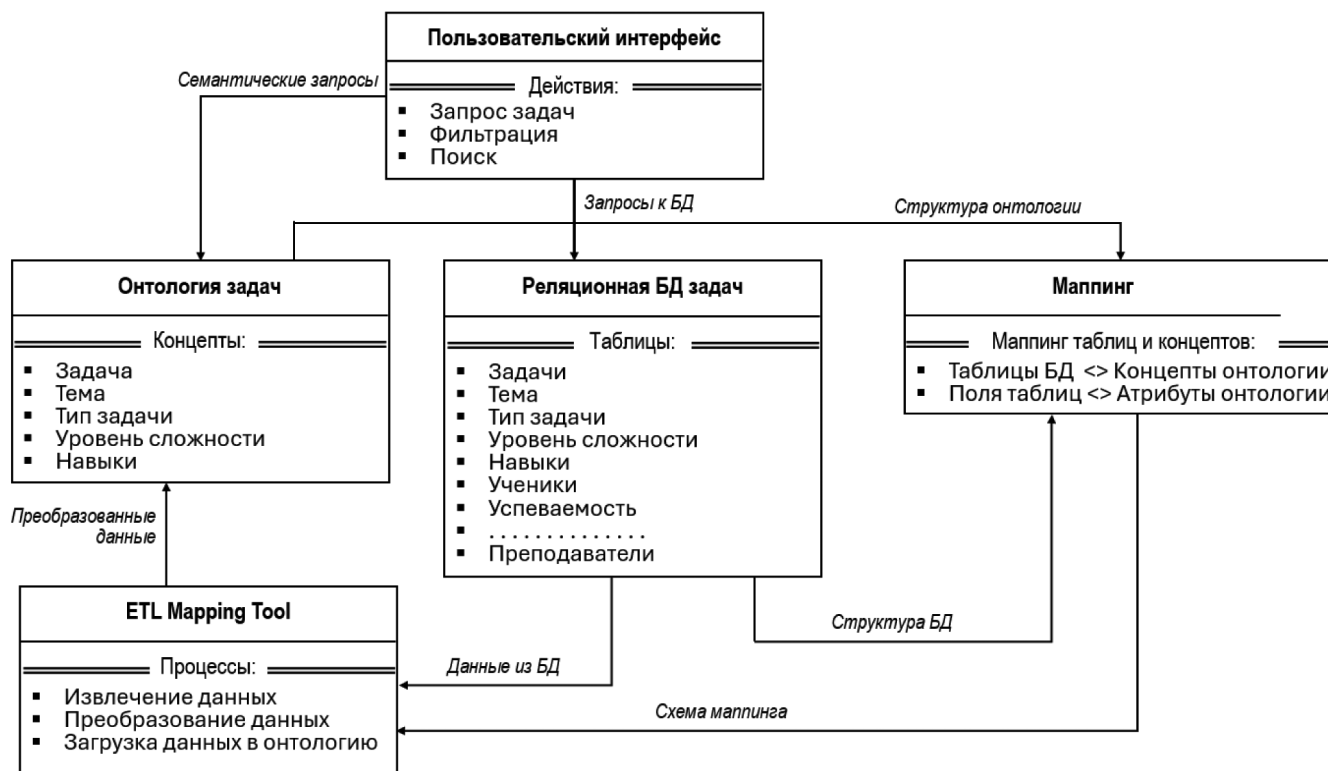 Пользовательский интерфейс
Действия:
▪ Запрос задач
▪ Фильтрация
▪ Поиск
Семантические запросы
Запросы к БД
Структура онтологии
Онтология задач
Концепты:
▪ Задача
▪ Тема
▪ Тип задачи
▪ Уровень сложности
▪ Навыки
Реляционная БД задач
Таблицы:
▪ Задачи
▪ Тема
▪ Тип задачи
▪ Уровень сложности
▪ Навыки
▪ Ученики
▪ Успеваемость
▪ . . . . . . . . . . . . . .
▪ Преподаватели
Маппинг
Маппинг таблиц и концептов:
▪ Таблицы БД <> Концепты онтологии
▪ Поля таблиц <> Атрибуты онтологии
Преобразованные
данные
ETL Mapping Tool
Процессы:
▪ Извлечение данных
▪ Преобразование данных
▪ Загрузка данных в онтологию
Данные из БД
Структура БД
Схема маппинга